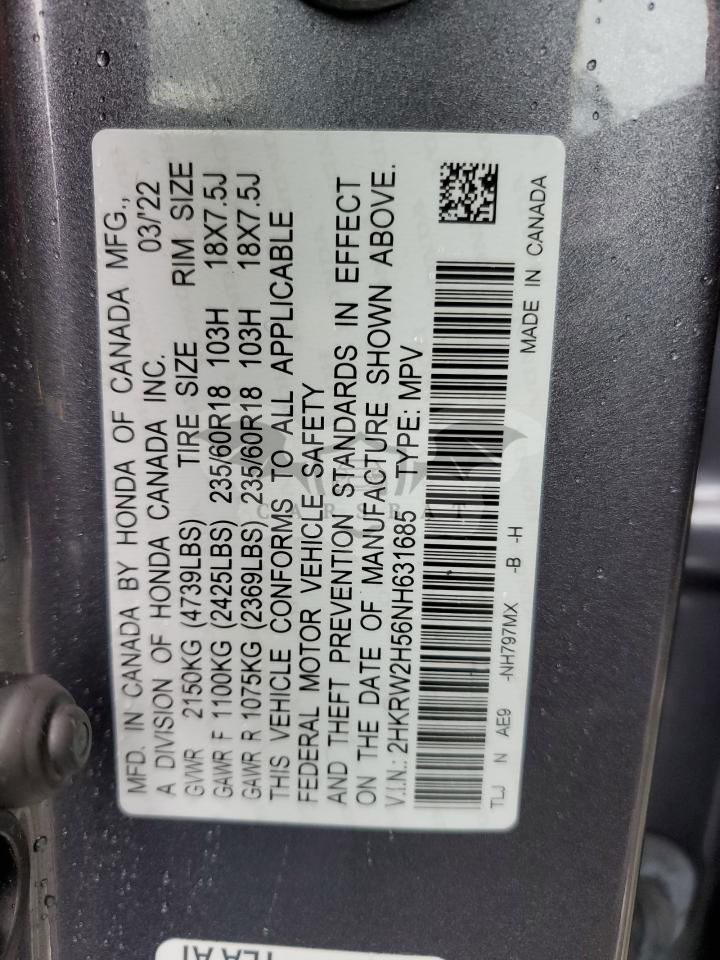 MFD. IN CANADA BY HONDA OF CANADA MFG.,
A DIVISION OF HONDA CANADA INC. 03/'22
GVWR 2150KG (4739LBS) TIRE SIZE RIM SIZE
GAWR F 1100KG (2425LBS) 235/60R18 103H 18X7.5J
GAWR R 1075KG (2369LBS) 235/60R18 103H 18X7.5J
THIS VEHICLE CONFORMS TO ALL APPLICABLE
FEDERAL MOTOR VEHICLE SAFETY
AND THEFT PREVENTION STANDARDS IN EFFECT
ON THE DATE OF MANUFACTURE SHOWN ABOVE.
V.I.N.: 2HKRW2H56NH631685 TYPE: MPV
TLJ N AE9 -NH797MX -B -H MADE IN CANADA
CARSBAT